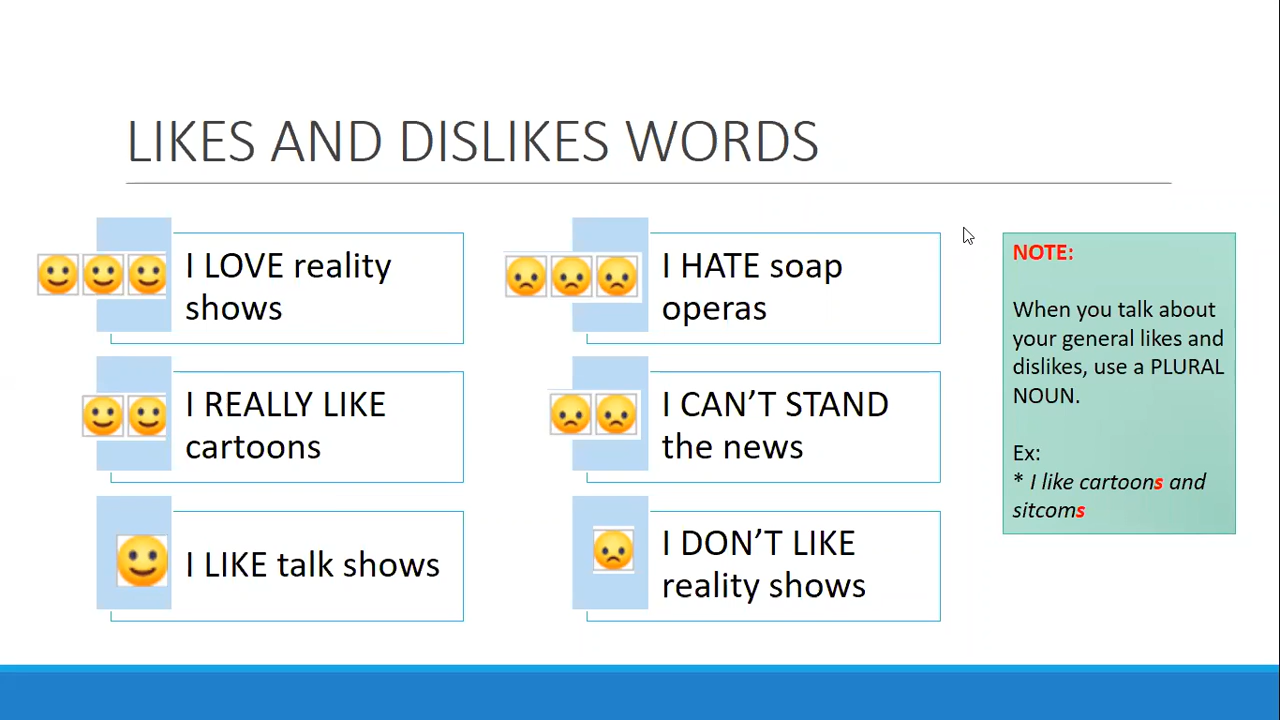 LIKES AND DISLIKES WORDS
I LOVE reality
shows
I REALLY LIKE
cartoons
I LIKE talk shows
I HATE soap
operas
I CAN’T STAND
the news
I DON’T LIKE
reality shows
NOTE:
When you talk about
your general likes and
dislikes, use a PLURAL
NOUN.
Ex:
* I like cartoons and
sitcoms